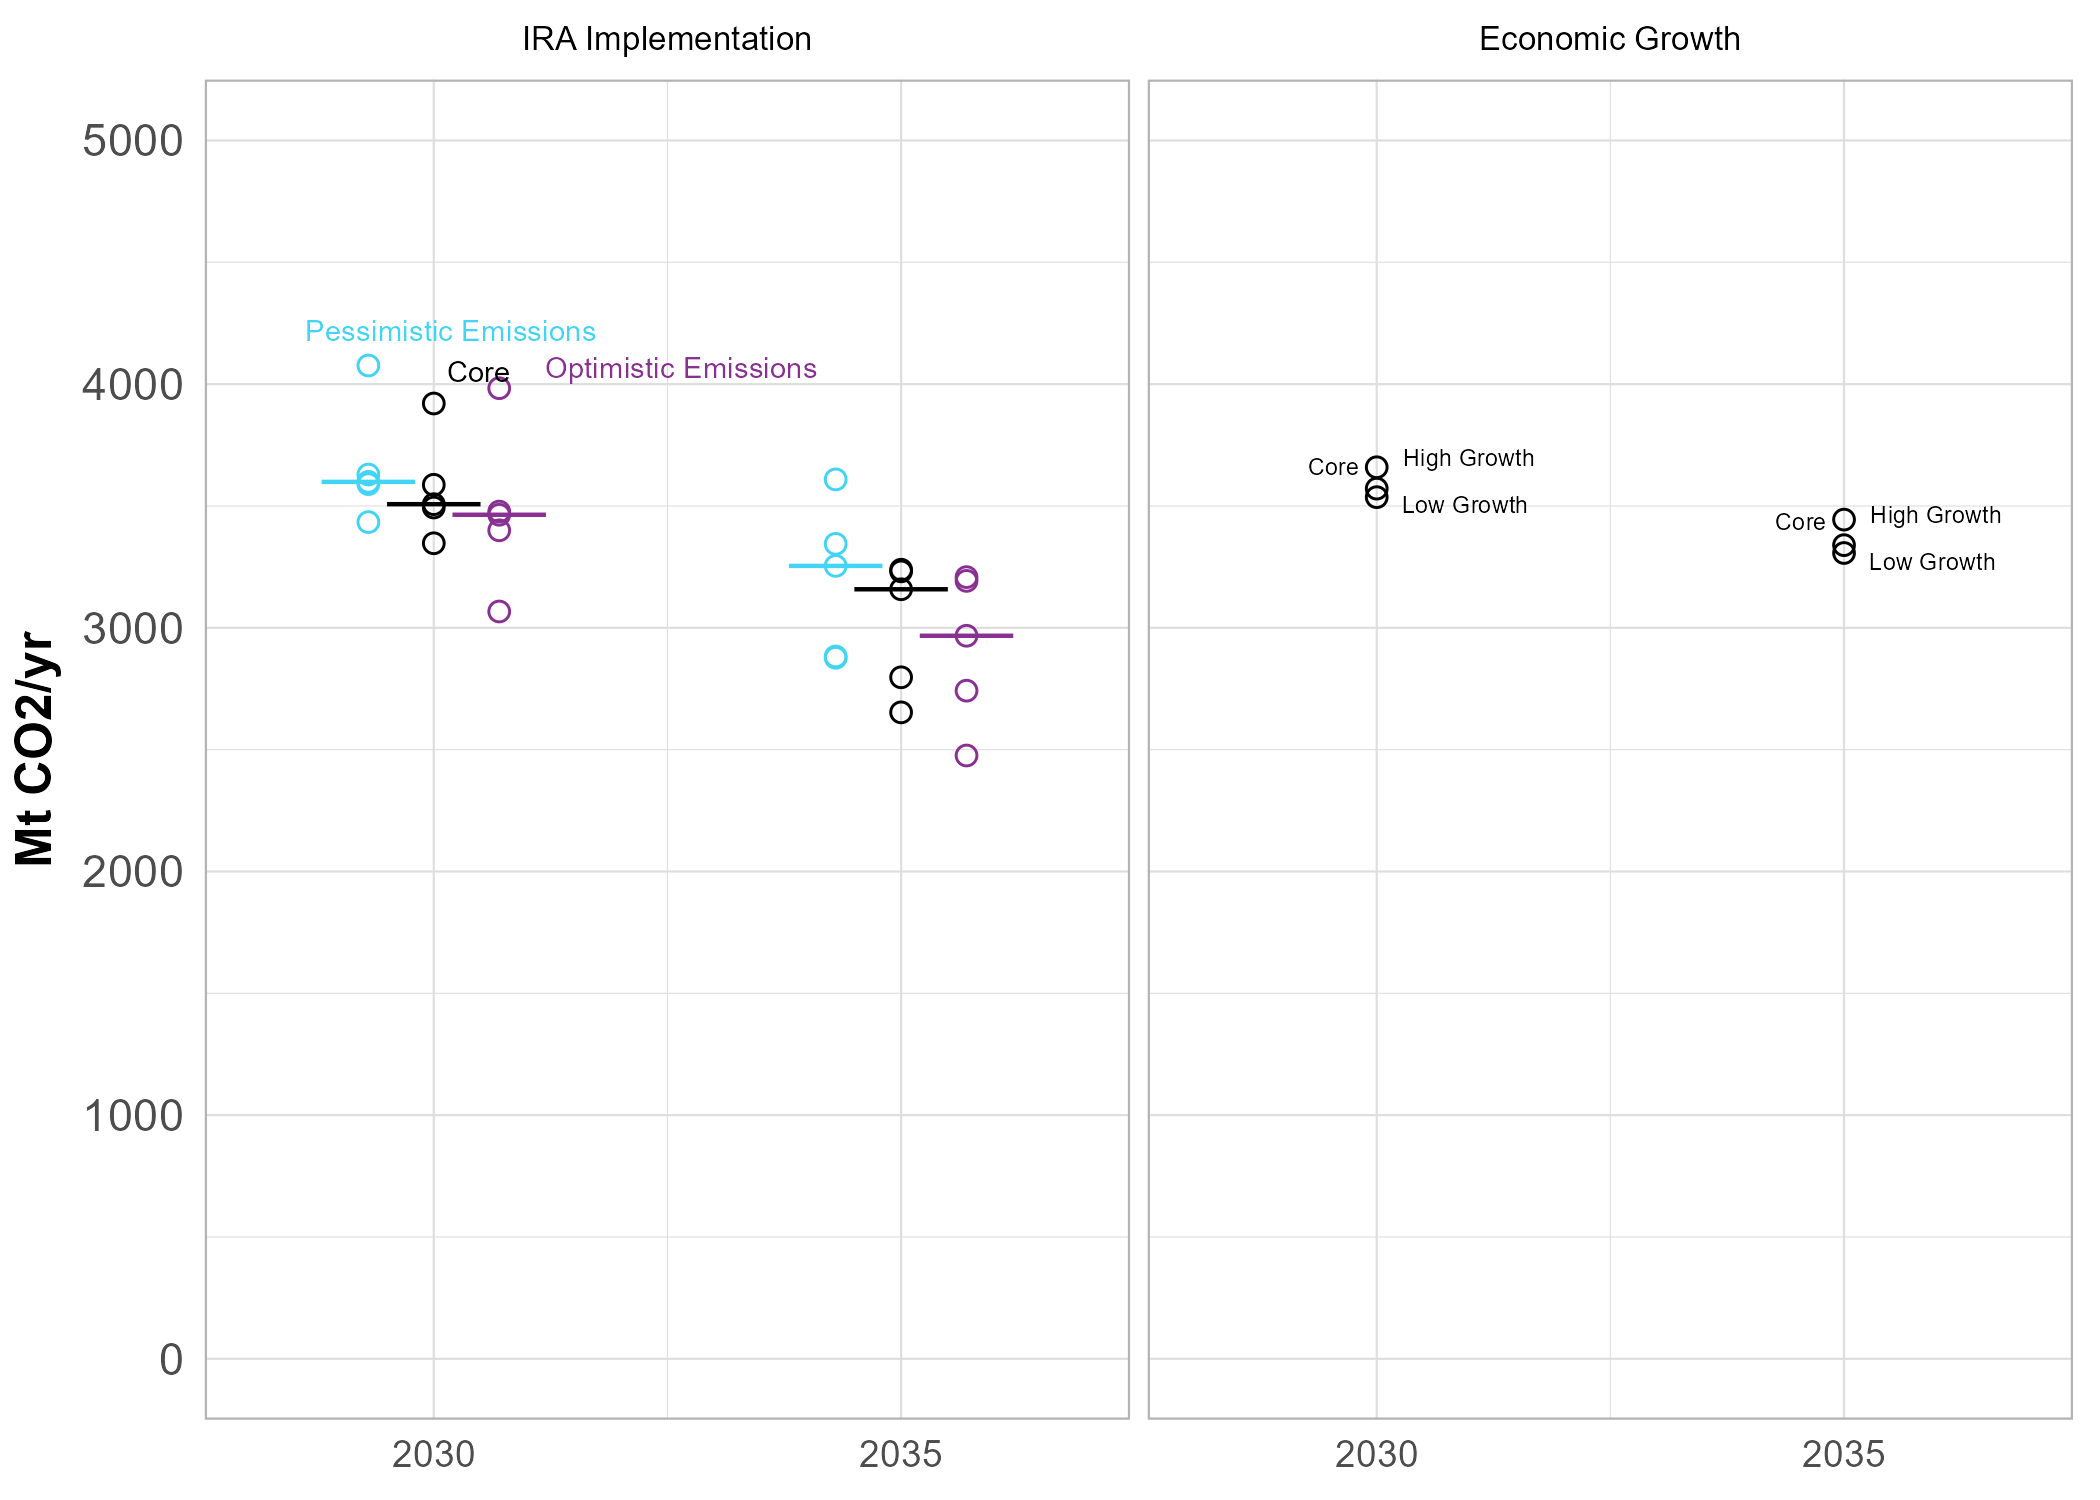 IRA Implementation
Economic Growth
Mt CO2/yr
5000
4000
3000
2000
1000
0
Pessimistic Emissions
Core
Optimistic Emissions
Core
High Growth
Low Growth
Core
High Growth
Low Growth
2030
2035
2030
2035